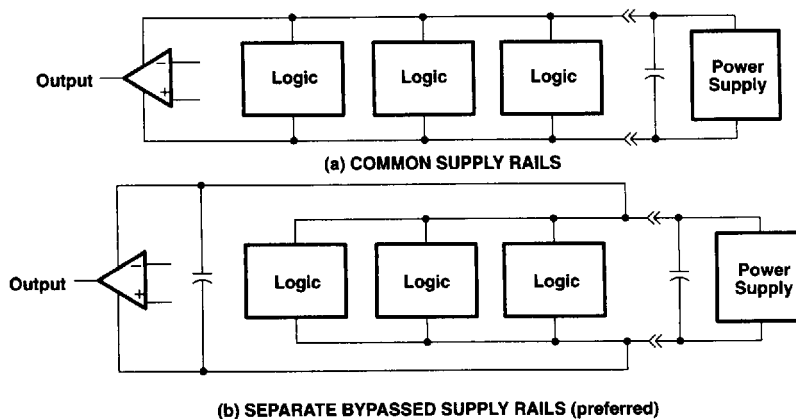 Output
Logic
Logic
Logic
Power
Supply
(a) COMMON SUPPLY RAILS
Output
Logic
Logic
Logic
Power
Supply
(b) SEPARATE BYPASSED SUPPLY RAILS (preferred)